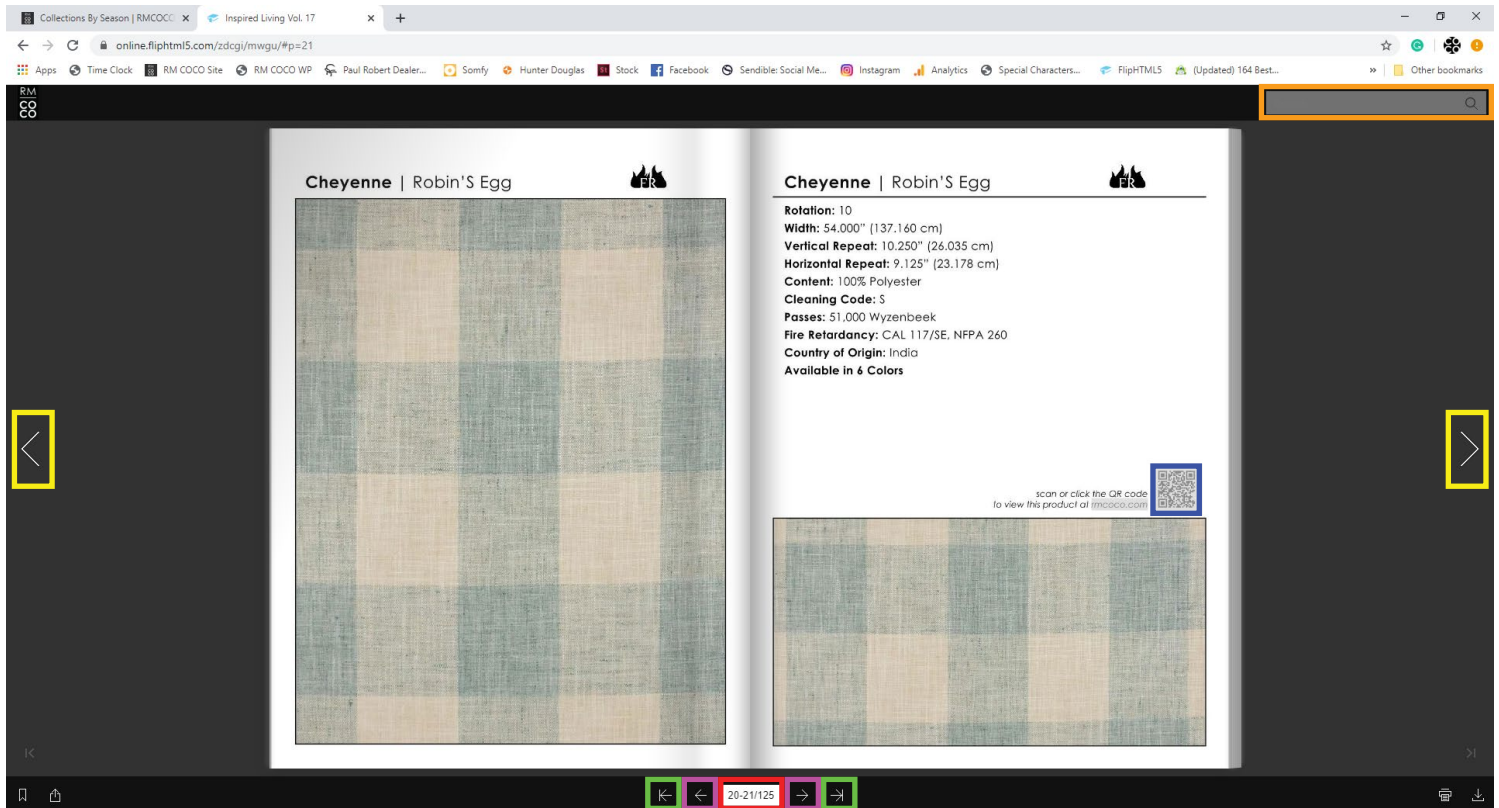 Collections By Season | RMCOCC
Inspired Living Vol. 17
online.fliphtml5.com/zdcgi/mwgu/#p=21
Apps Time Clock RM COCO Site RM COCO WP Paul Robert Dealer... Somfy Hunter Douglas St Stock Facebook Sendible: Social Me... Instagram Analytics Special Characters... FlipHTML5 (Updated) 164 Best... » Other bookmarks
RM
CO
CO
Cheyenne | Robin'S Egg FR
Cheyenne | Robin'S Egg FR
Rotation: 10
Width: 54.000" (137.160 cm)
Vertical Repeat: 10.250" (26.035 cm)
Horizontal Repeat: 9.125" (23.178 cm)
Content: 100% Polyester
Cleaning Code: S
Passes: 51,000 Wyzenbeek
Fire Retardancy: CAL 117/SE, NFPA 260
Country of Origin: India
Available in 6 Colors
scan or click the QR code
to view this product at rmcoco.com
20-21/125